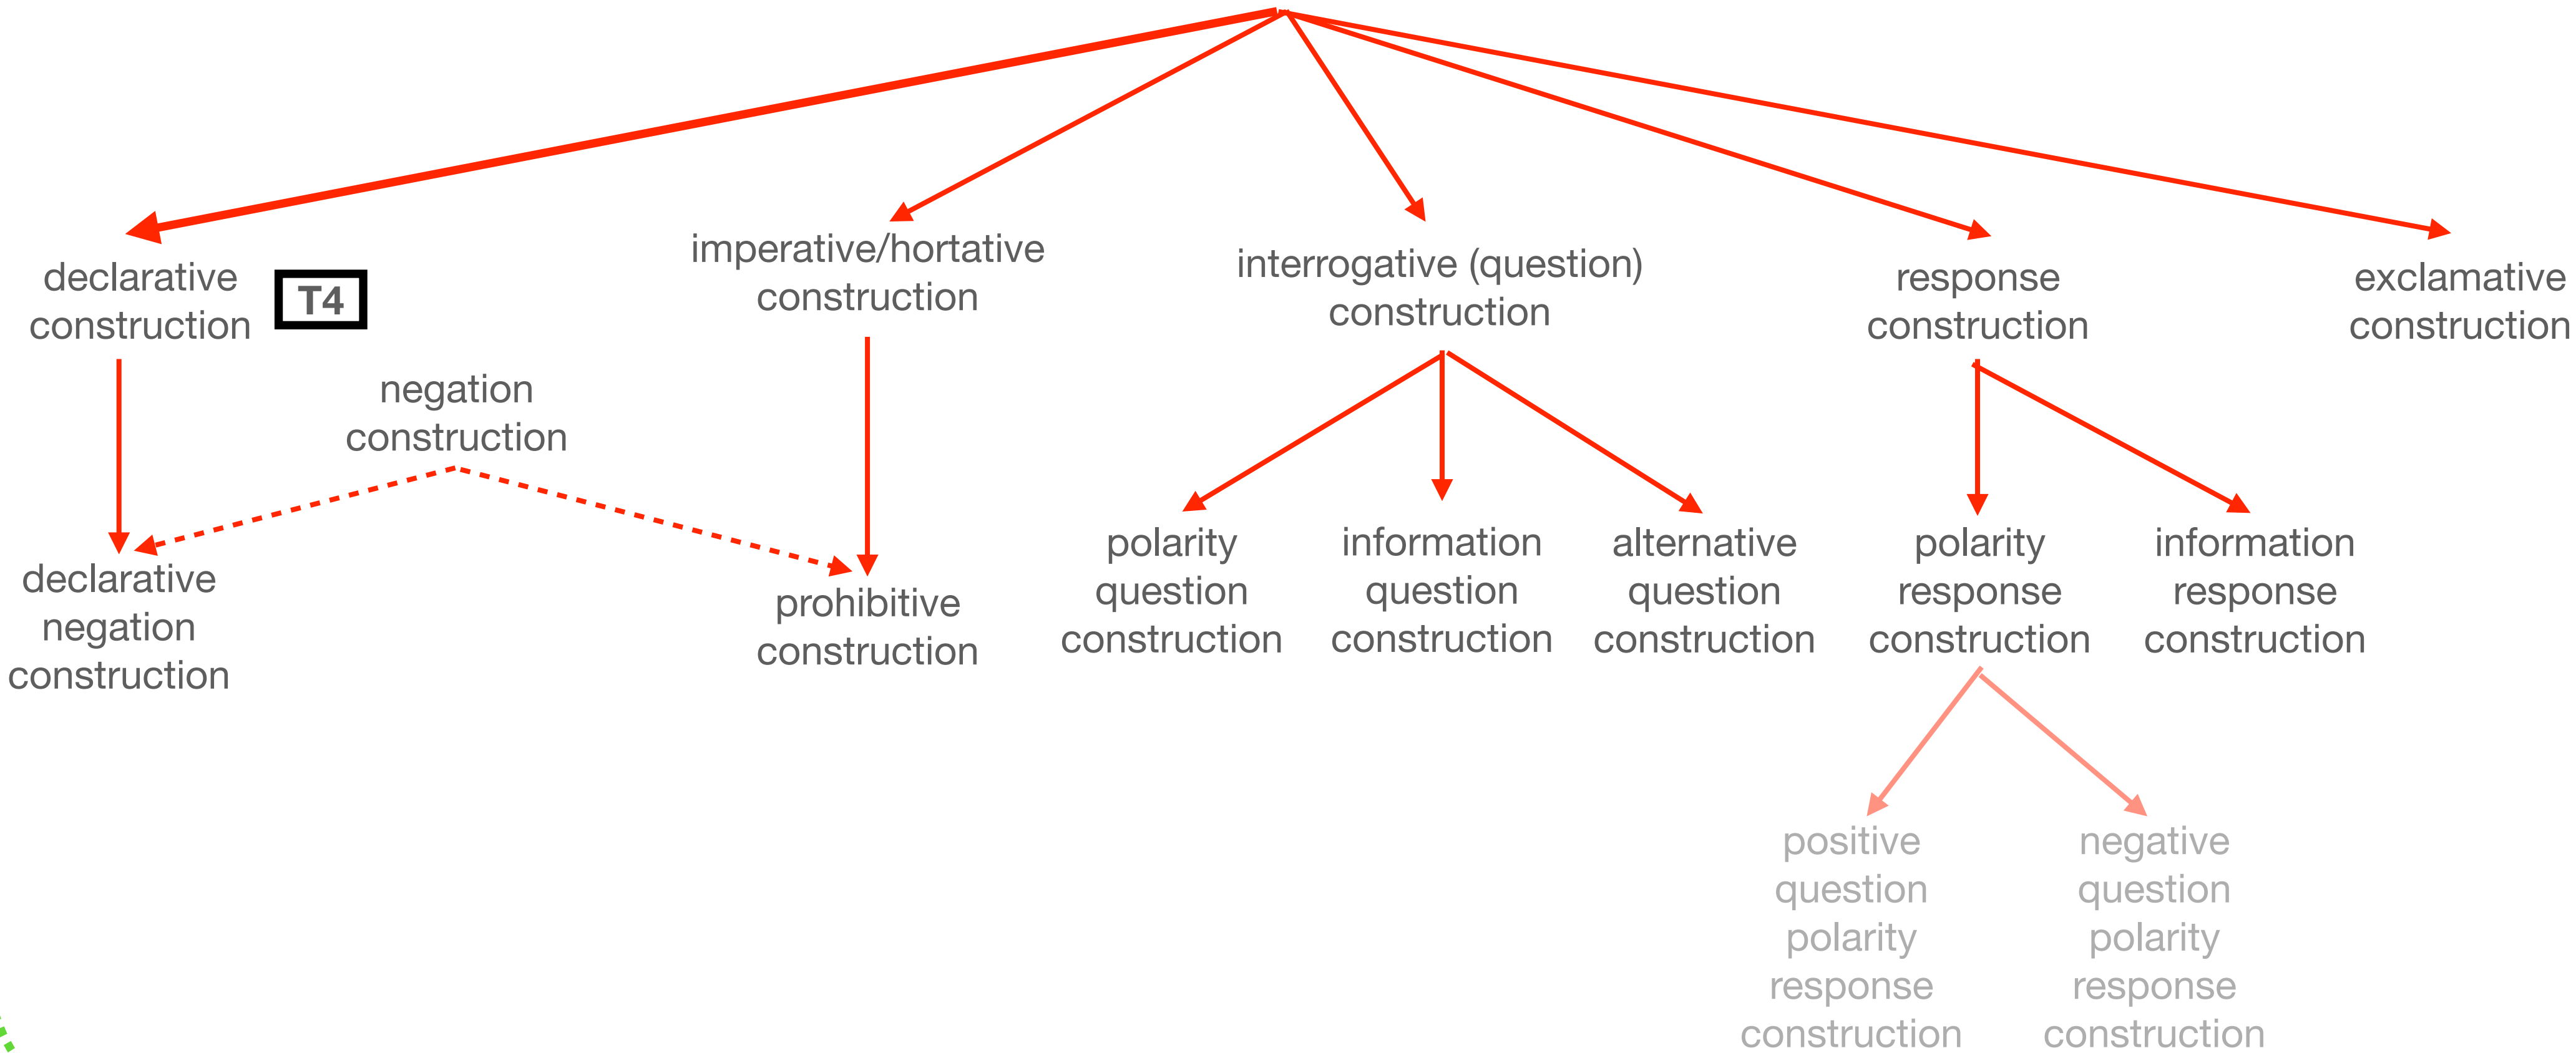 declarative
construction
T4
imperative/hortative
construction
interrogative (question)
construction
response
construction
exclamative
construction
negation
construction
declarative
negation
construction
prohibitive
construction
polarity
question
construction
information
question
construction
alternative
question
construction
polarity
response
construction
information
response
construction
positive
question
polarity
response
construction
negative
question
polarity
response
construction